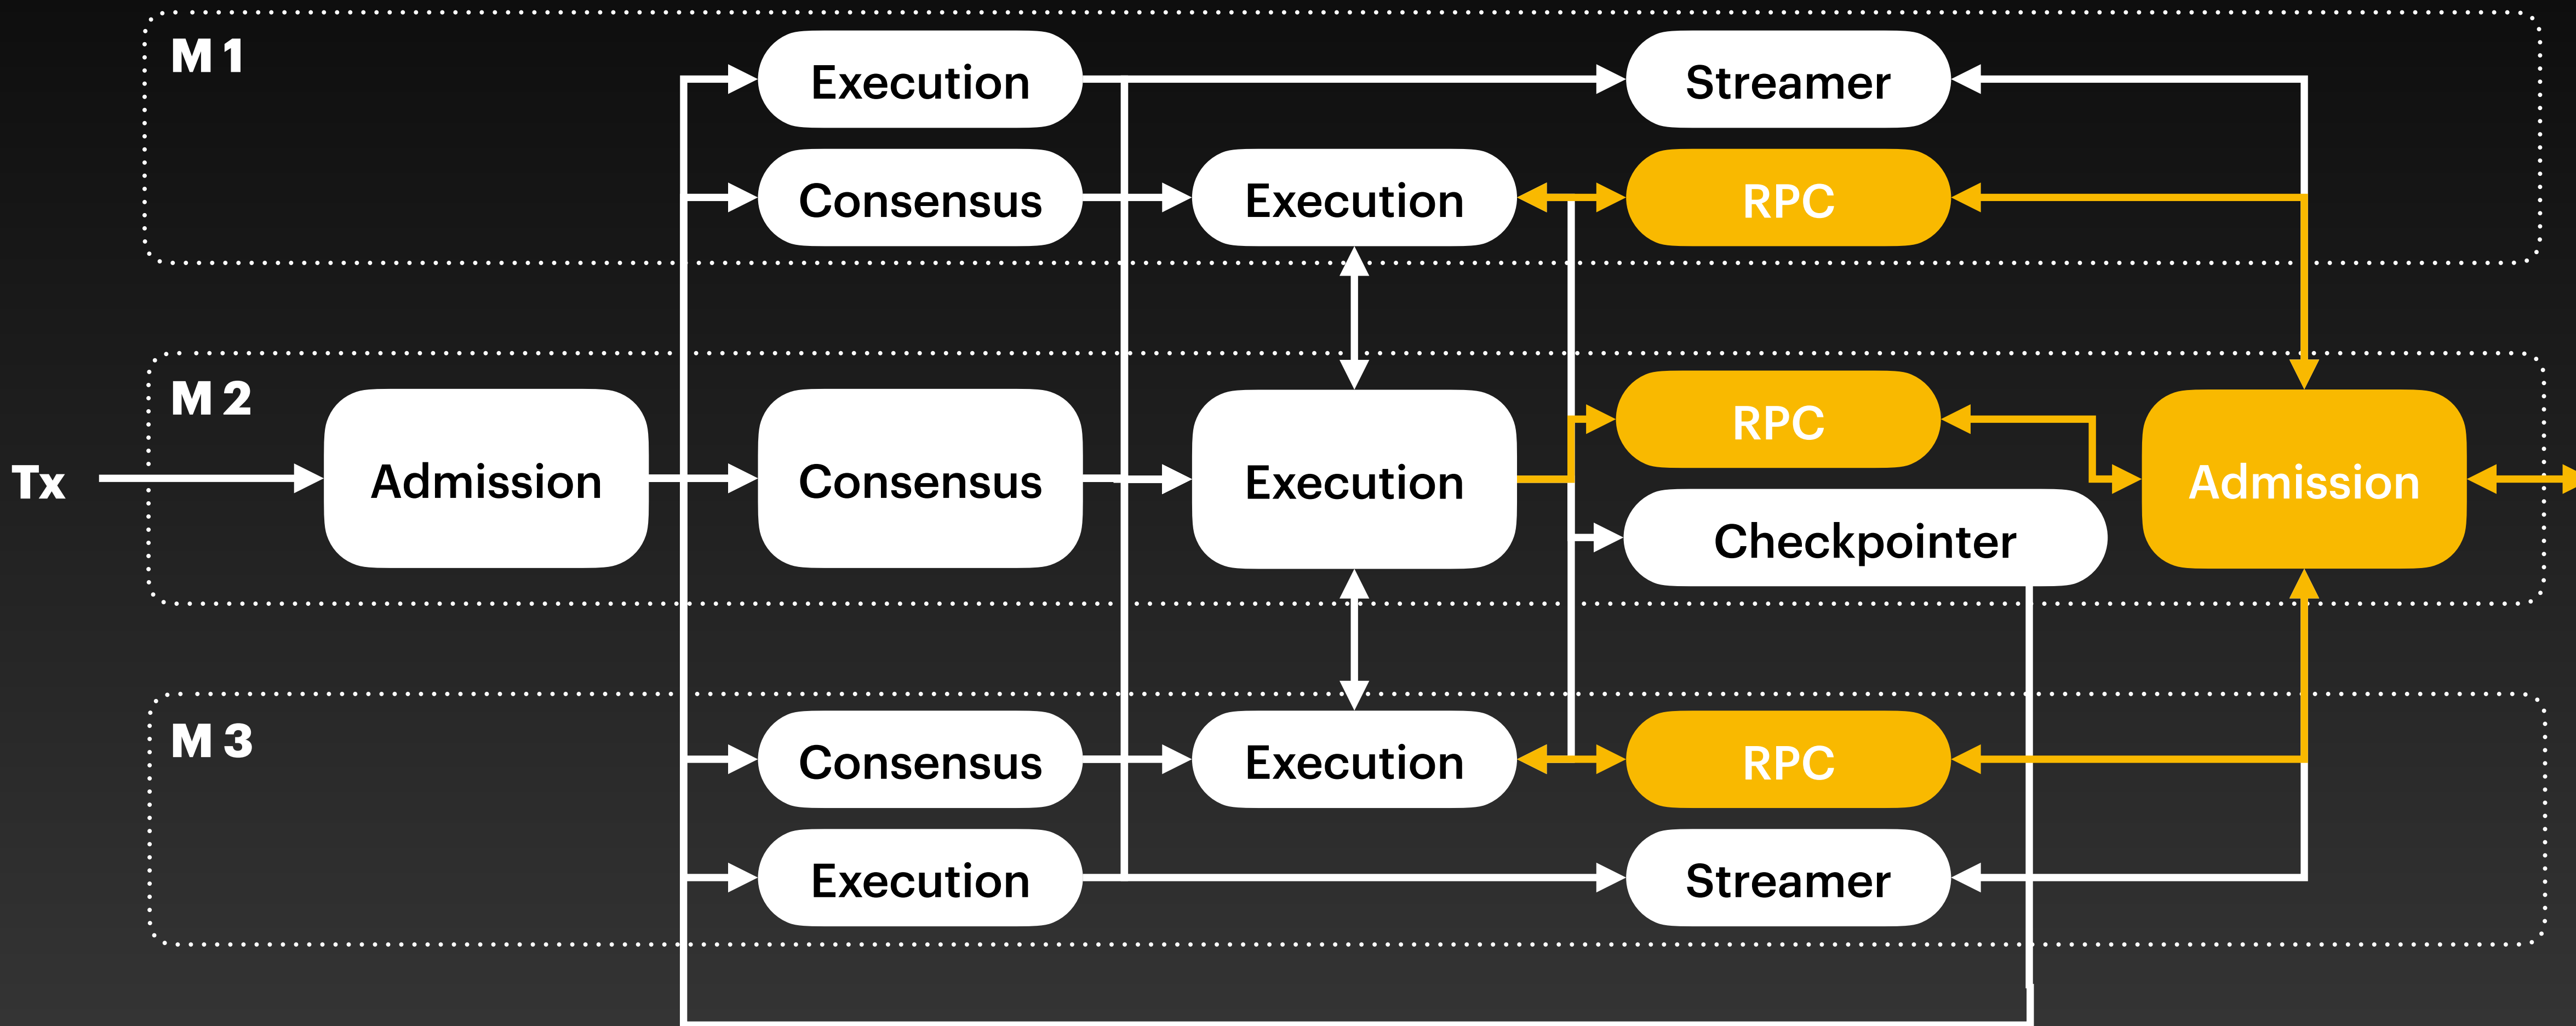 M 1
Execution
Streamer
Consensus
Execution
RPC
M 2
RPC
Tx
Admission
Consensus
Execution
Admission
Checkpointer
M 3
Consensus
Execution
RPC
Execution
Streamer